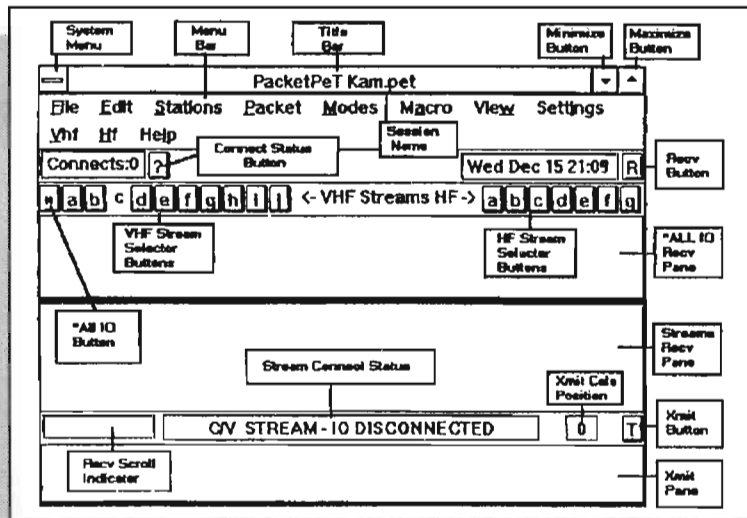 System Menu
Menu Bar
Title Bar
Minimize Button
Maximize Button
PacketPeT Kam.pet
File Edit Stations Packet Modes Macro View Settings
Vhf Hf Help
Session Name
Connect Status Button
Connects:0 ?
Wed Dec 15 21:09 R
Recv Button
* a b c d e f g h i j <- VHF Streams HF -> a b c d e f g
VHF Stream Selector Buttons
HF Stream Selector Buttons
*ALL IO Recv Pane
*All IO Button
Streams Recv Pane
Stream Connect Status
Xmit Cols Position
C/V STREAM - IO DISCONNECTED 0 T
Xmit Button
Recv Scroll Indicator
Xmit Pane